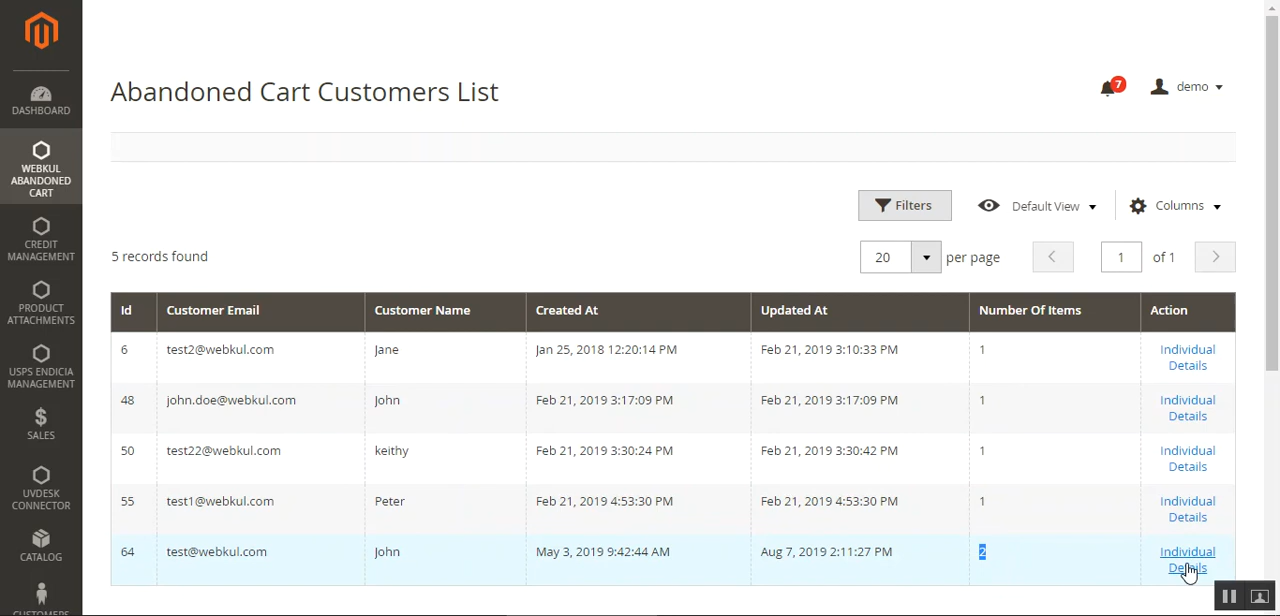 Abandoned Cart Customers List
7
demo
DASHBOARD
WEBKUL
ABANDONED
CART
CREDIT
MANAGEMENT
PRODUCT
ATTACHMENTS
USPS ENDICIA
MANAGEMENT
$
SALES
UVDESK
CONNECTOR
CATALOG
CUSTOMERS
Filters
Default View
Columns
5 records found
20 per page 1 of 1
Id Customer Email Customer Name Created At Updated At Number Of Items Action
6 test2@webkul.com Jane Jan 25, 2018 12:20:14 PM Feb 21, 2019 3:10:33 PM 1 Individual
Details
48 john.doe@webkul.com John Feb 21, 2019 3:17:09 PM Feb 21, 2019 3:17:09 PM 1 Individual
Details
50 test22@webkul.com keithy Feb 21, 2019 3:30:24 PM Feb 21, 2019 3:30:42 PM 1 Individual
Details
55 test1@webkul.com Peter Feb 21, 2019 4:53:30 PM Feb 21, 2019 4:53:30 PM 1 Individual
Details
64 test@webkul.com John May 3, 2019 9:42:44 AM Aug 7, 2019 2:11:27 PM 2 Individual
Details